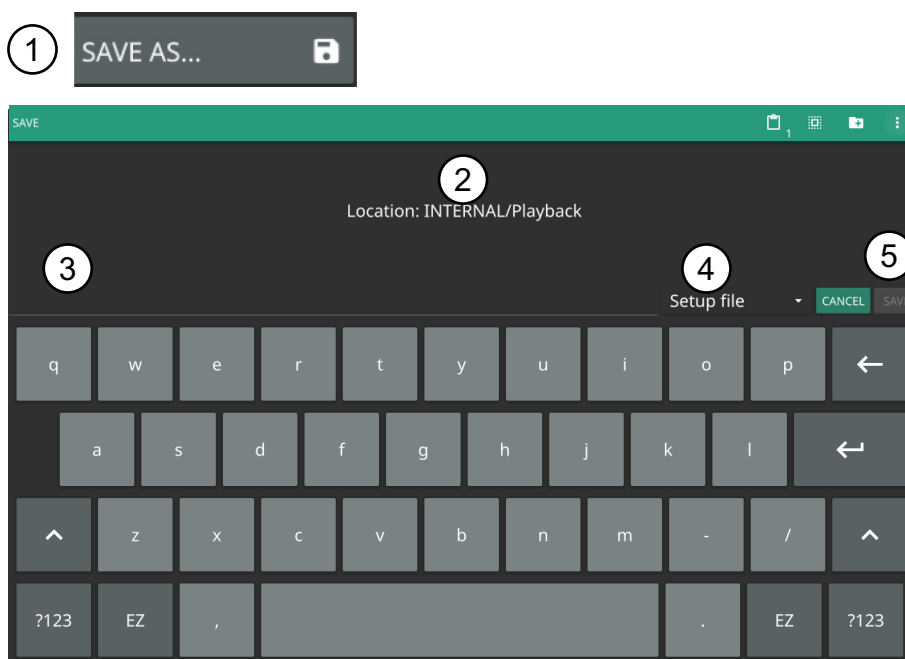 1 SAVE AS...
SAVE 1
2
Location: INTERNAL/Playback
3 4 5
Setup file CANCEL SAV
q w e r t y u i o p
a s d f g h j k l
z x c v b n m - /
?123 EZ , . EZ ?123